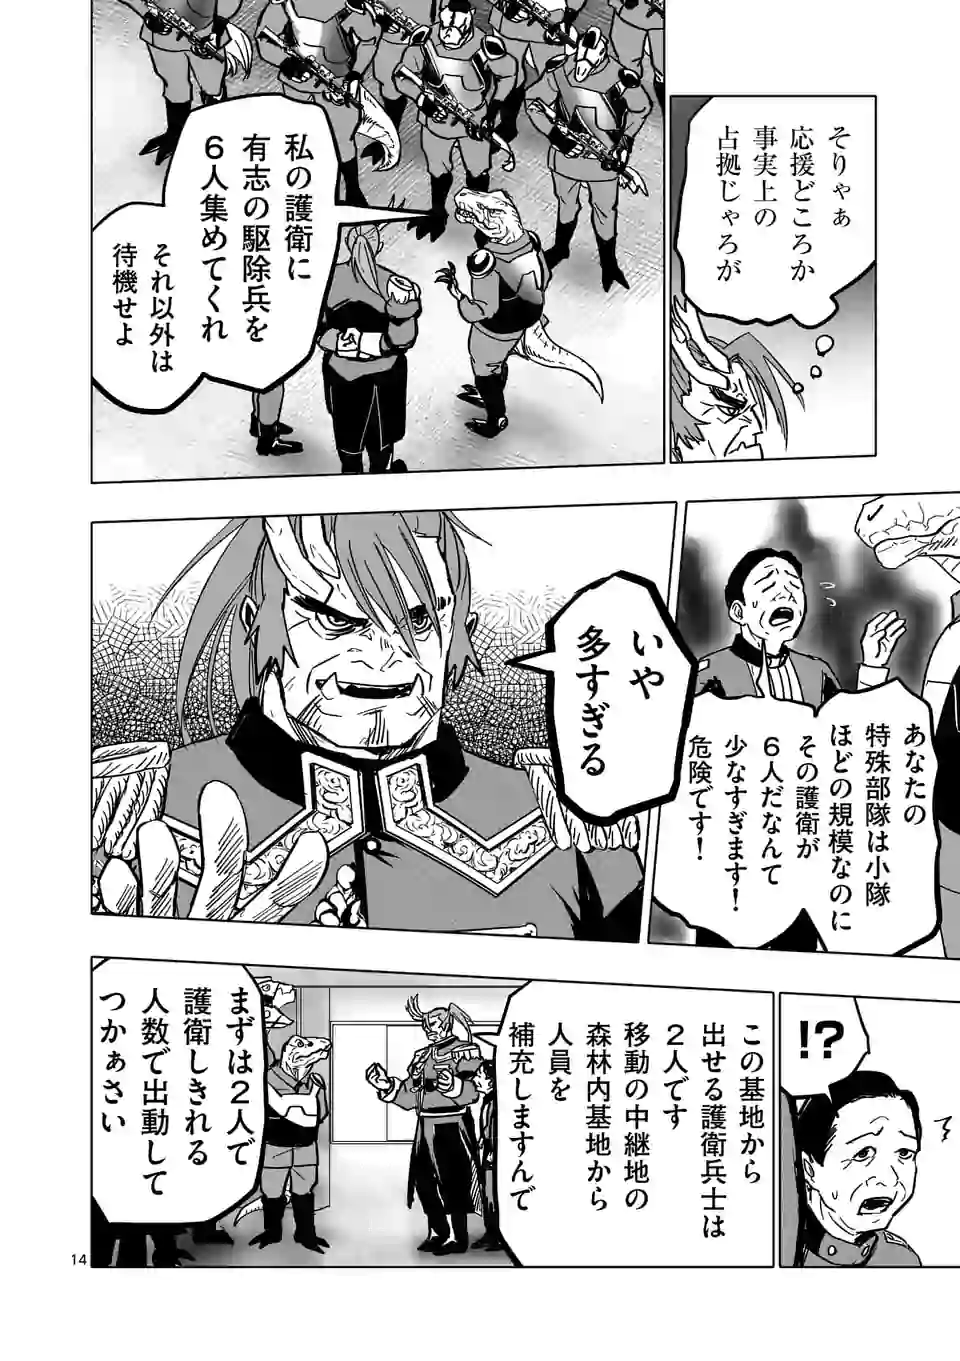 そりゃぁ
応援どころか
事実上の
占拠じゃろが
私の護衛に
有志の駆除兵を
6人集めてくれ
それ以外は
待機せよ
あなたの
特殊部隊は小隊
ほどの規模なのに
その護衛が
6人だなんて
少なすぎます!
危険です!
いや
多すぎる
!?
この基地から
出せる護衛兵士は
2人です
移動の中継地の
森林内基地から
人員を
補充しますんで
まずは2人で
護衛しきれる
人数で出動して
つかぁさい
14